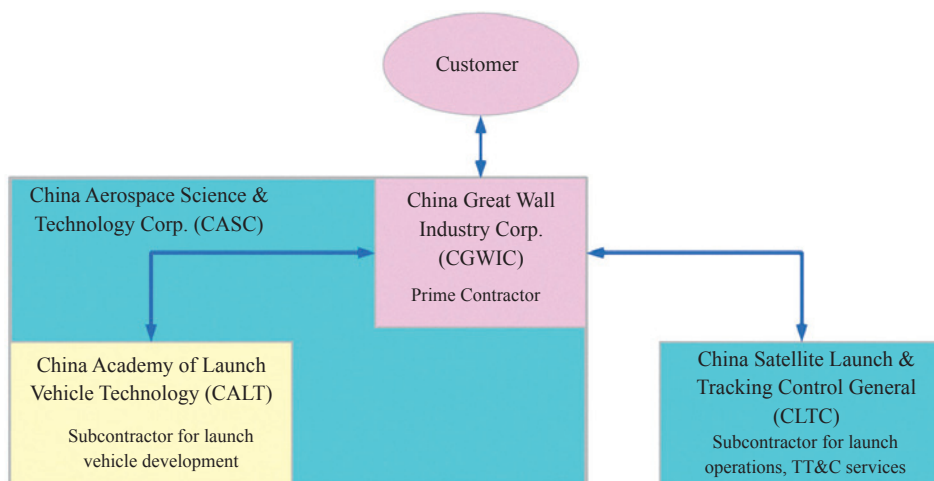 Customer
China Aerospace Science &
Technology Corp. (CASC)
China Great Wall
Industry Corp.
(CGWIC)
Prime Contractor
China Academy of Launch
Vehicle Technology (CALT)
Subcontractor for launch
vehicle development
China Satellite Launch &
Tracking Control General
(CLTC)
Subcontractor for launch
operations, TT&C services